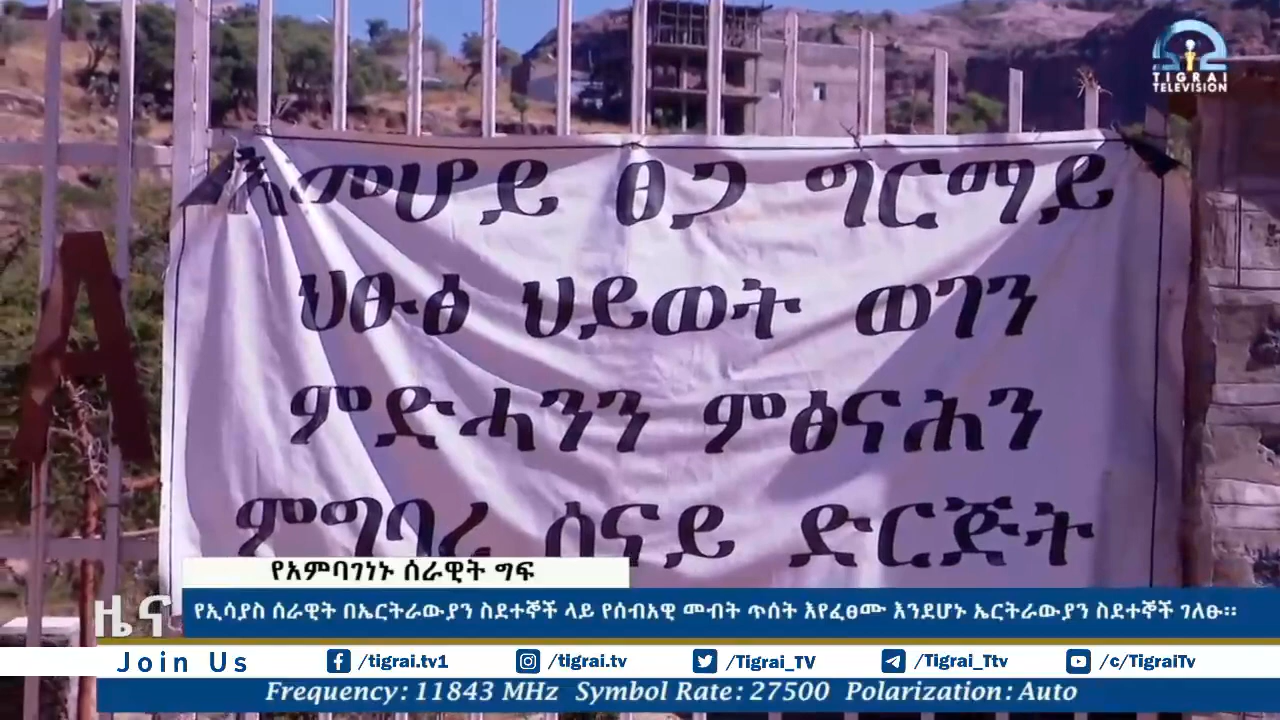 TIGRAI
TELEVISION
እመሆይ ፀጋ ግርማይ
ህፁፅ ህይወት ወገን
ምድሓንን ምፅናሕን
ምግባረ ሰናይ ድርጅት
A
የአምባገነኑ ሰራዊት ግፍ
ዜና
የኢሳያስ ሰራዊት በኤርትራውያን ስደተኞች ላይ የሰብአዊ መብት ጥሰት እየፈፀሙ እንደሆኑ ኤርትራውያን ስደተኞች ገለፁ።
Join Us /tigrai.tv1 /tigrai.tv /Tigrai_TV /Tigrai_Ttv /c/TigraiTv
Frequency: 11843 MHz Symbol Rate: 27500 Polarization: Auto